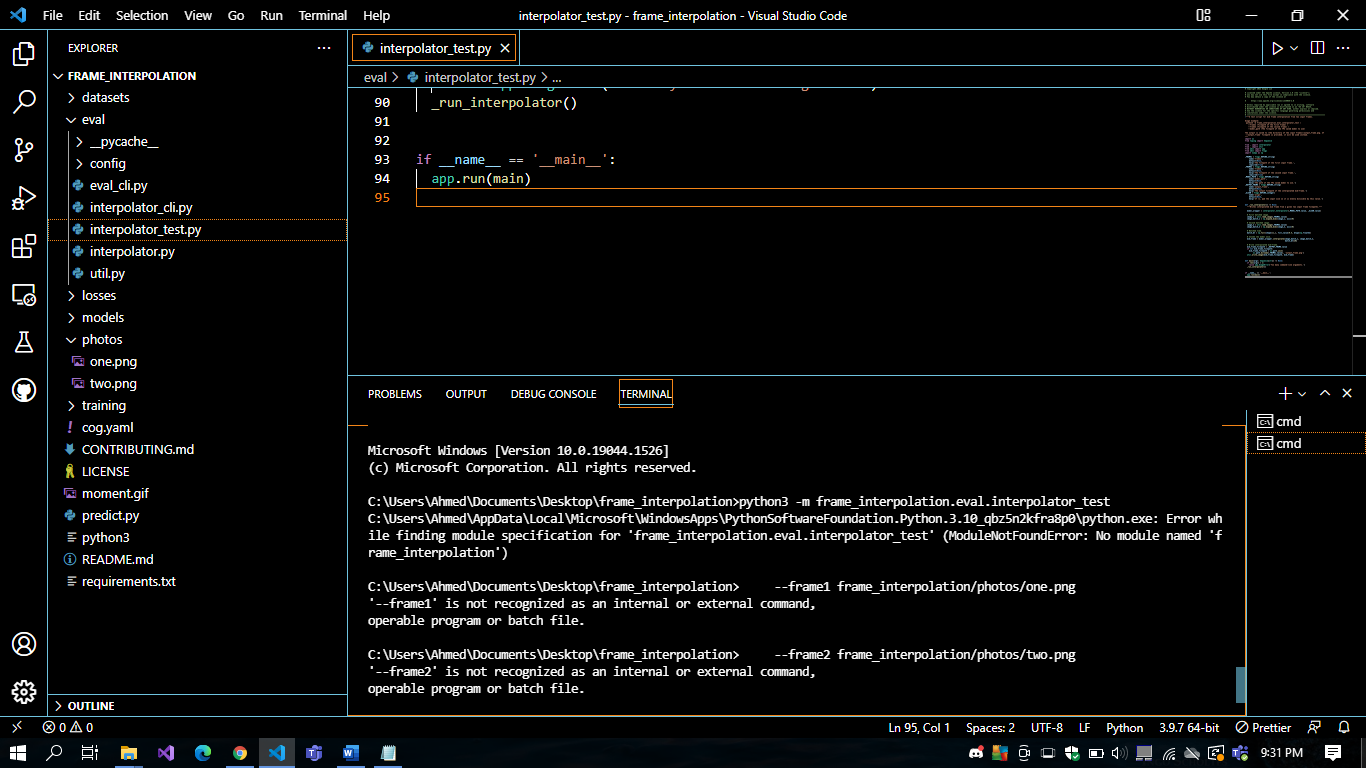 File Edit Selection View Go Run Terminal Help
interpolator_test.py - frame_interpolation - Visual Studio Code
EXPLORER
FRAME_INTERPOLATION
datasets
eval
__pycache__
config
eval_cli.py
interpolator_cli.py
interpolator_test.py
interpolator.py
util.py
losses
models
photos
one.png
two.png
training
cog.yaml
CONTRIBUTING.md
LICENSE
moment.gif
predict.py
python3
README.md
requirements.txt
OUTLINE
interpolator_test.py
eval > interpolator_test.py > ...
90 _run_interpolator()
91
92
93 if __name__ == '__main__':
94 app.run(main)
95
PROBLEMS OUTPUT DEBUG CONSOLE TERMINAL
cmd
cmd
Microsoft Windows [Version 10.0.19044.1526]
(c) Microsoft Corporation. All rights reserved.
C:\Users\Ahmed\Documents\Desktop\frame_interpolation>python3 -m frame_interpolation.eval.interpolator_test
C:\Users\Ahmed\AppData\Local\Microsoft\WindowsApps\PythonSoftwareFoundation.Python.3.10_qbz5n2kfra8p0\python.exe: Error wh
ile finding module specification for 'frame_interpolation.eval.interpolator_test' (ModuleNotFoundError: No module named 'f
rame_interpolation')
C:\Users\Ahmed\Documents\Desktop\frame_interpolation>     --frame1 frame_interpolation/photos/one.png
'--frame1' is not recognized as an internal or external command,
operable program or batch file.
C:\Users\Ahmed\Documents\Desktop\frame_interpolation>     --frame2 frame_interpolation/photos/two.png
'--frame2' is not recognized as an internal or external command,
operable program or batch file.
0 0
Ln 95, Col 1 Spaces: 2 UTF-8 LF Python 3.9.7 64-bit Prettier
9:31 PM